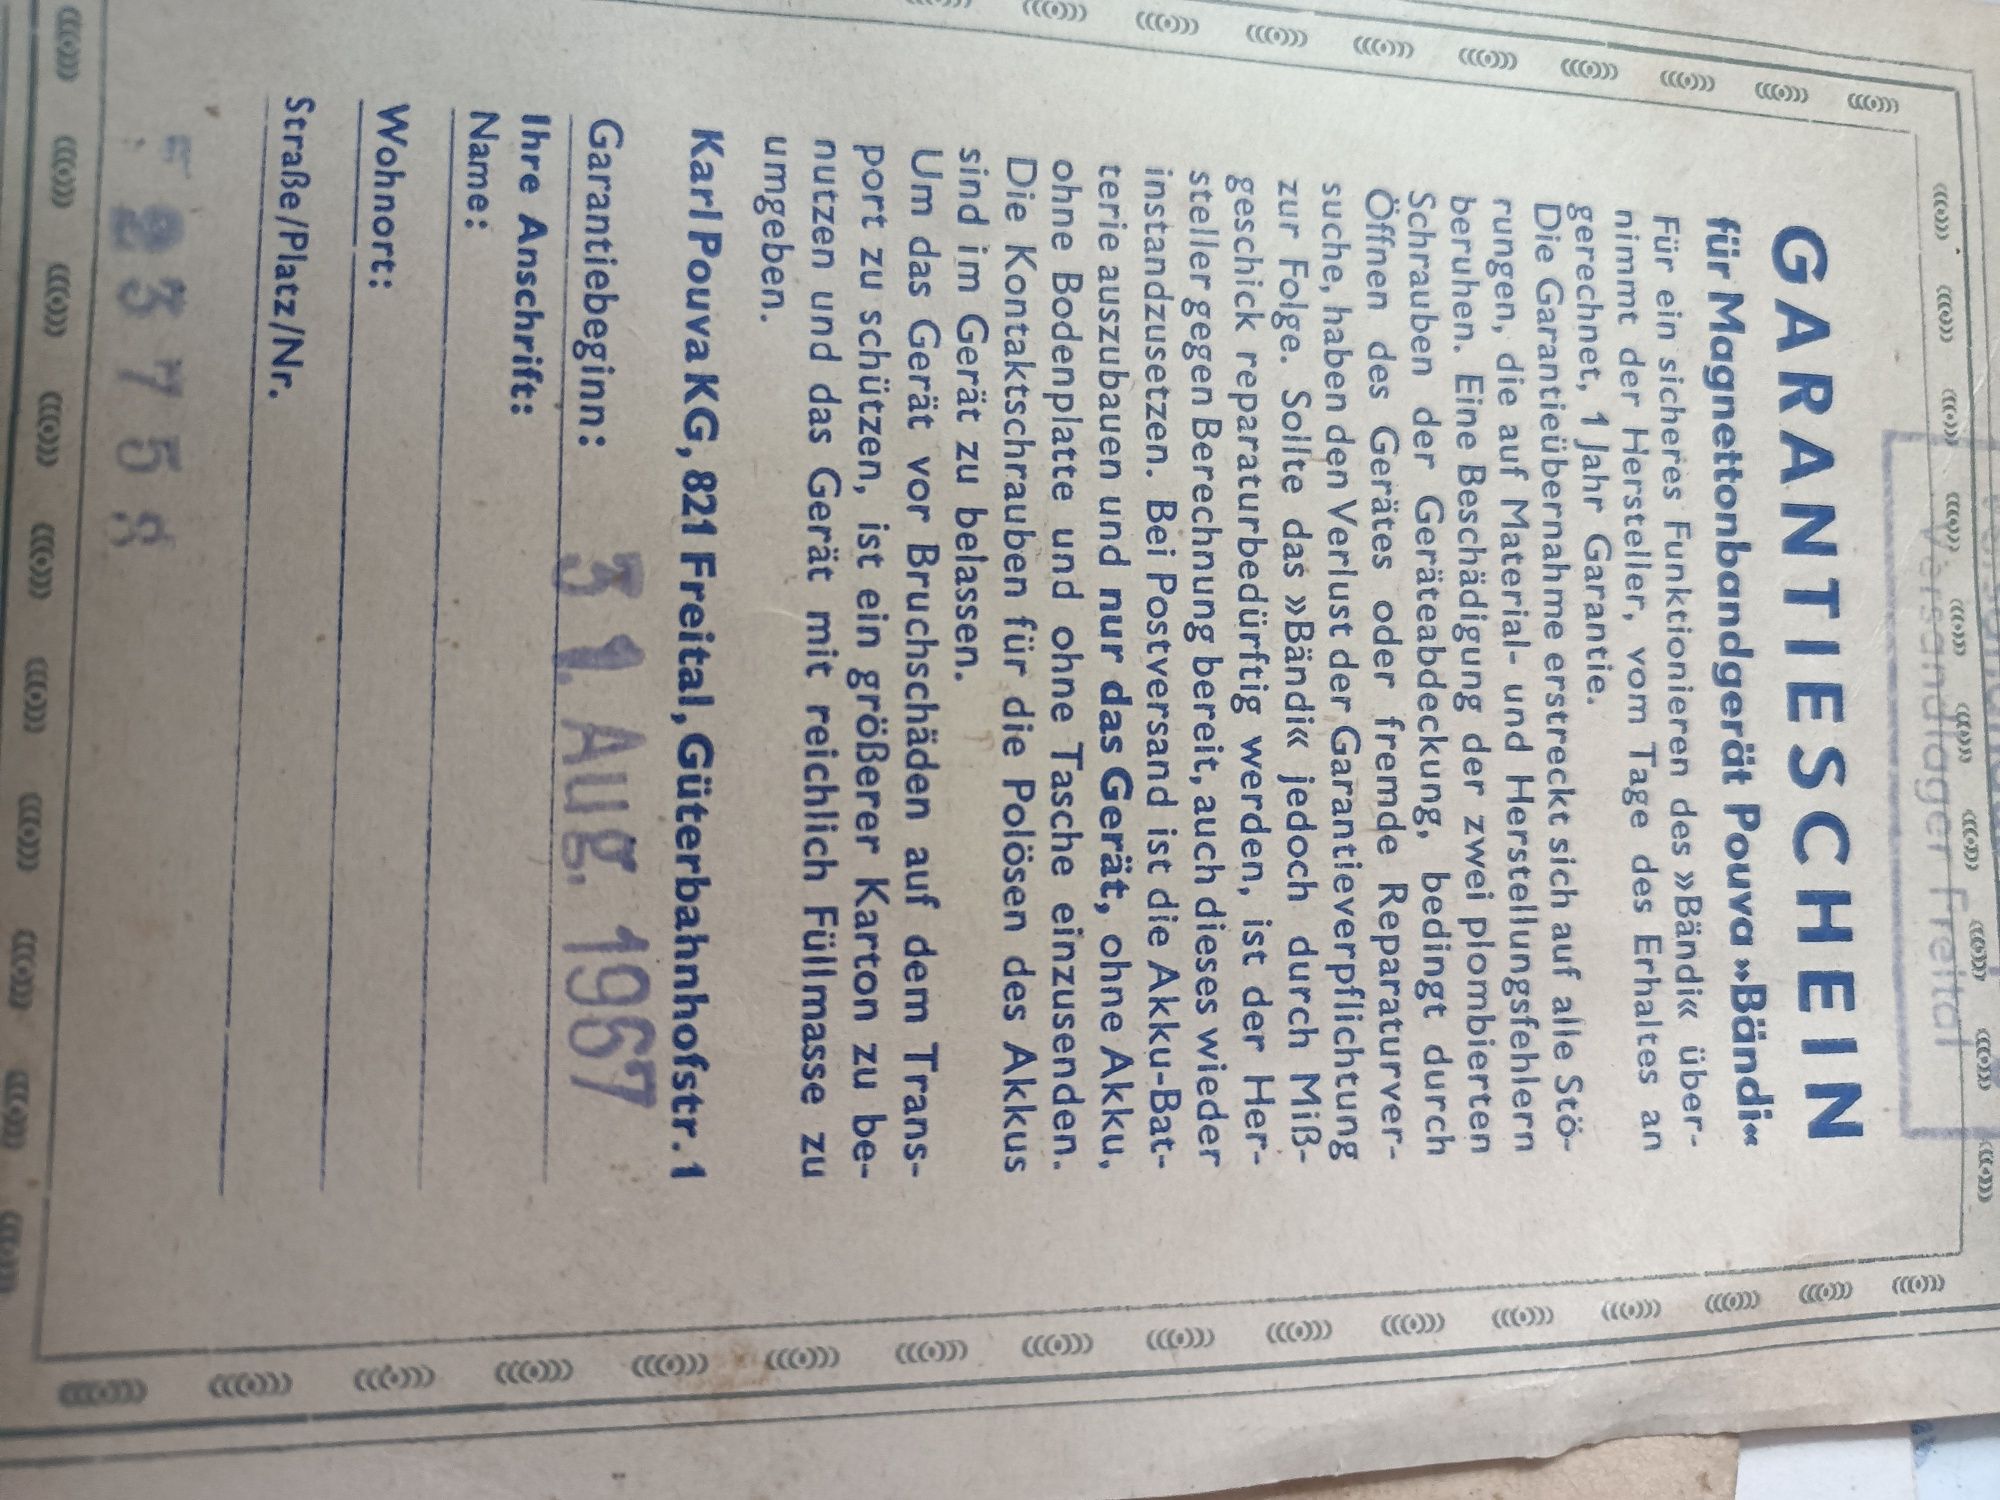 Versandlager Freital
GARANTIESCHEIN
für Magnettonbandgerät Pouva »Bändi«
Für ein sicheres Funktionieren des »Bändi« über-
nimmt der Hersteller, vom Tage des Erhaltes an
gerechnet, 1 Jahr Garantie.
Die Garantieübernahme erstreckt sich auf alle Stö-
rungen, die auf Material- und Herstellungsfehlern
beruhen. Eine Beschädigung der zwei plombierten
Schrauben der Geräteabdeckung, bedingt durch
Öffnen des Gerätes oder fremde Reparaturver-
suche, haben den Verlust der Garantieverpflichtung
zur Folge. Sollte das »Bändi« jedoch durch Miß-
geschick reparaturbedürftig werden, ist der Her-
steller gegen Berechnung bereit, auch dieses wieder
instandzusetzen. Bei Postversand ist die Akku-Bat-
terie auszubauen und nur das Gerät, ohne Akku,
ohne Bodenplatte und ohne Tasche einzusenden.
Die Kontaktschrauben für die Polösen des Akkus
sind im Gerät zu belassen.
Um das Gerät vor Bruchschäden auf dem Trans-
port zu schützen, ist ein größerer Karton zu be-
nutzen und das Gerät mit reichlich Füllmasse zu
umgeben.
Karl Pouva KG, 821 Freital, Güterbahnhofstr. 1
Garantiebeginn: 31. Aug. 1967
Ihre Anschrift:
Name:
Wohnort:
Straße/Platz/Nr.
23758